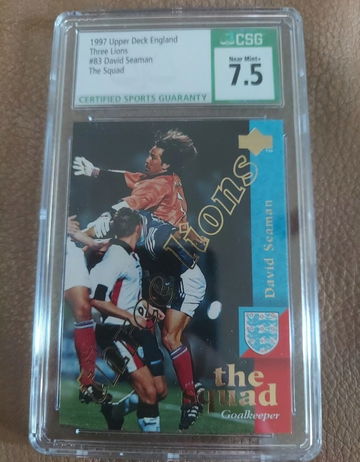 1997 Upper Deck England
Three Lions
#83 David Seaman
The Squad
CSG
Near Mint+
7.5
CERTIFIED SPORTS GUARANTY
three lions
David Seaman
the
squad
Goalkeeper